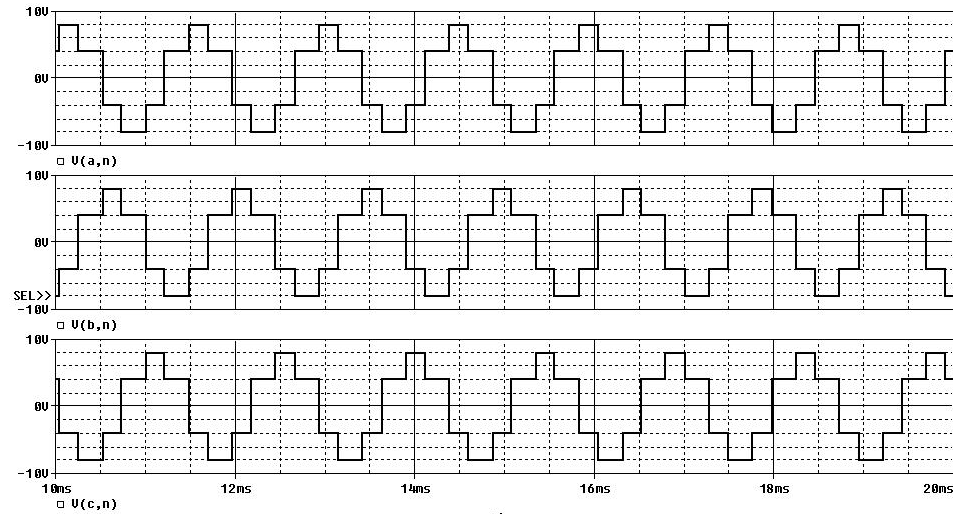 10V
0V
-10V
V(a,n)
10V
0V
SEL>>
-10V
V(b,n)
10V
0V
-10V
10ms 12ms 14ms 16ms 18ms 20ms
V(c,n)